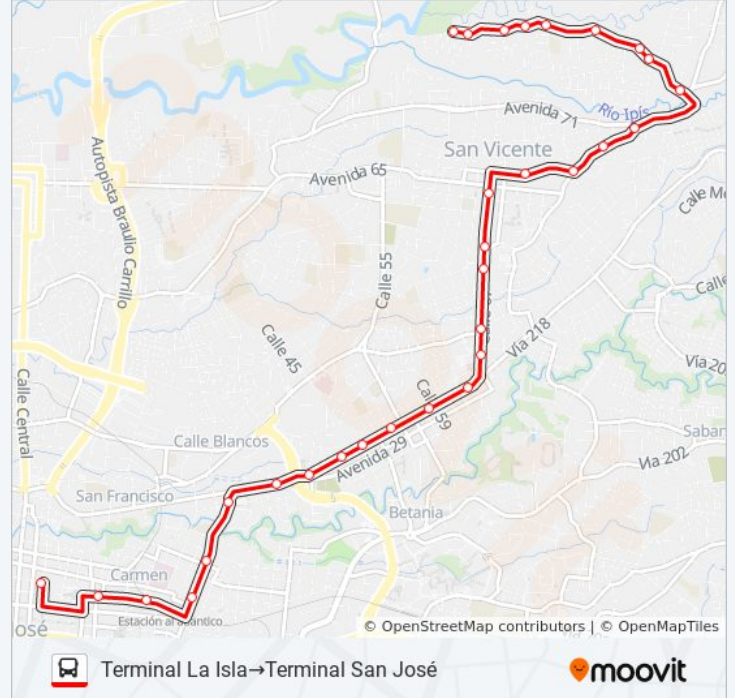 Avenida 71
Río Ipís
San Vicente
Avenida 65
Calle Me
Autopista Braulio Carrillo
Calle 55
Calle
Calle 45
Vía 218
Vía 20
Calle Central
Calle 59
Calle Blancos
Sabar
Avenida 29
Vía 202
San Francisco
Betania
Carmen
Estación al Atlántico
José
© OpenStreetMap contributors | © OpenMapTiles
Terminal La Isla→Terminal San José
moovit